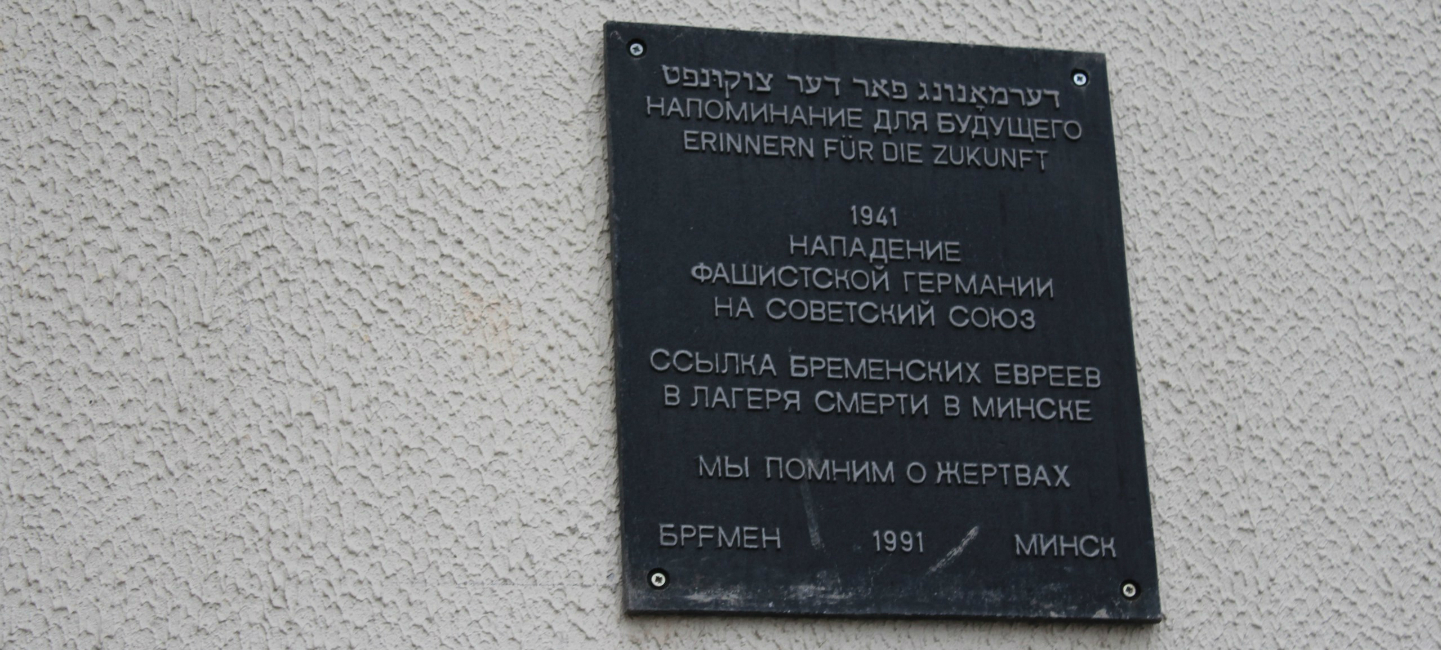 דערמאָנונג פאר דער צוקונפט
НАПОМИНАНИЕ ДЛЯ БУДУЩЕГО
ERINNERN FÜR DIE ZUKUNFT
1941
НАПАДЕНИЕ
ФАШИСТСКОЙ ГЕРМАНИИ
НА СОВЕТСКИЙ СОЮЗ
ССЫЛКА БРЕМЕНСКИХ ЕВРЕЕВ
В ЛАГЕРЯ СМЕРТИ В МИНСКЕ
МЫ ПОМНИМ О ЖЕРТВАХ
БРЕМЕН 1991 МИНСК